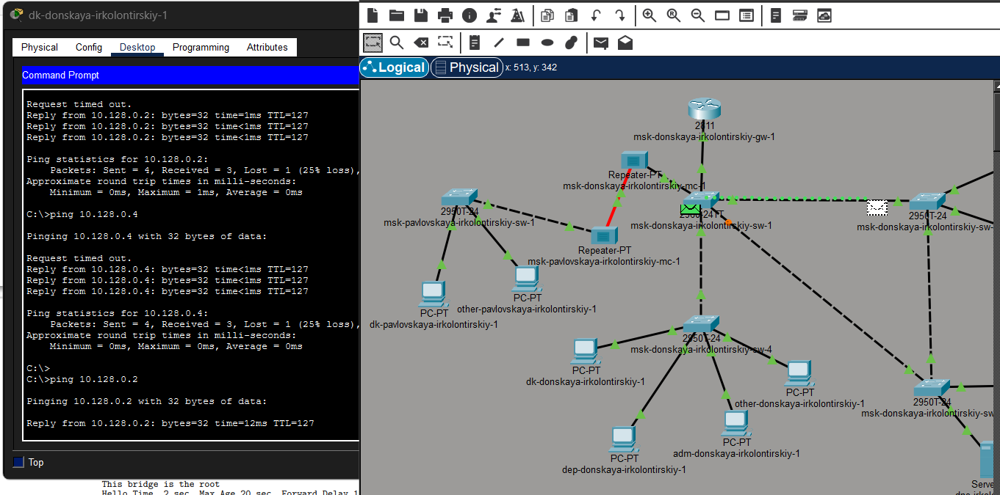 dk-donskaya-irkolontirskiy-1
Physical Config Desktop Programming Attributes
Command Prompt
Request timed out.
Reply from 10.128.0.2: bytes=32 time=1ms TTL=127
Reply from 10.128.0.2: bytes=32 time<1ms TTL=127
Reply from 10.128.0.2: bytes=32 time<1ms TTL=127
Ping statistics for 10.128.0.2:
Packets: Sent = 4, Received = 3, Lost = 1 (25% loss),
Approximate round trip times in milli-seconds:
Minimum = 0ms, Maximum = 1ms, Average = 0ms
C:\>ping 10.128.0.4
Pinging 10.128.0.4 with 32 bytes of data:
Request timed out.
Reply from 10.128.0.4: bytes=32 time<1ms TTL=127
Reply from 10.128.0.4: bytes=32 time<1ms TTL=127
Reply from 10.128.0.4: bytes=32 time<1ms TTL=127
Ping statistics for 10.128.0.4:
Packets: Sent = 4, Received = 3, Lost = 1 (25% loss),
Approximate round trip times in milli-seconds:
Minimum = 0ms, Maximum = 0ms, Average = 0ms
C:\>
C:\>ping 10.128.0.2
Pinging 10.128.0.2 with 32 bytes of data:
Reply from 10.128.0.2: bytes=32 time=12ms TTL=127
Top
This bridge is the root
Hello Time 2 sec Max Age 20 sec Forward Delay 1
Logical Physical x: 513, y: 342
2811
msk-donskaya-irkolontirskiy-gw-1
Repeater-PT
msk-donskaya-irkolontirskiy-mc-1
2950T-24
msk-pavlovskaya-irkolontirskiy-sw-1
2960-24TT
msk-donskaya-irkolontirskiy-sw-1
2950T-24
msk-donskaya-irkolontirskiy-sw-
Repeater-PT
msk-pavlovskaya-irkolontirskiy-mc-1
PC-PT
other-pavlovskaya-irkolontirskiy-1
PC-PT
dk-pavlovskaya-irkolontirskiy-1
2950T-24
msk-donskaya-irkolontirskiy-sw-4
PC-PT
dk-donskaya-irkolontirskiy-1
PC-PT
other-donskaya-irkolontirskiy-1
2950T-24
msk-donskaya-irkolontirskiy-sw
PC-PT
adm-donskaya-irkolontirskiy-1
PC-PT
dep-donskaya-irkolontirskiy-1
Serve